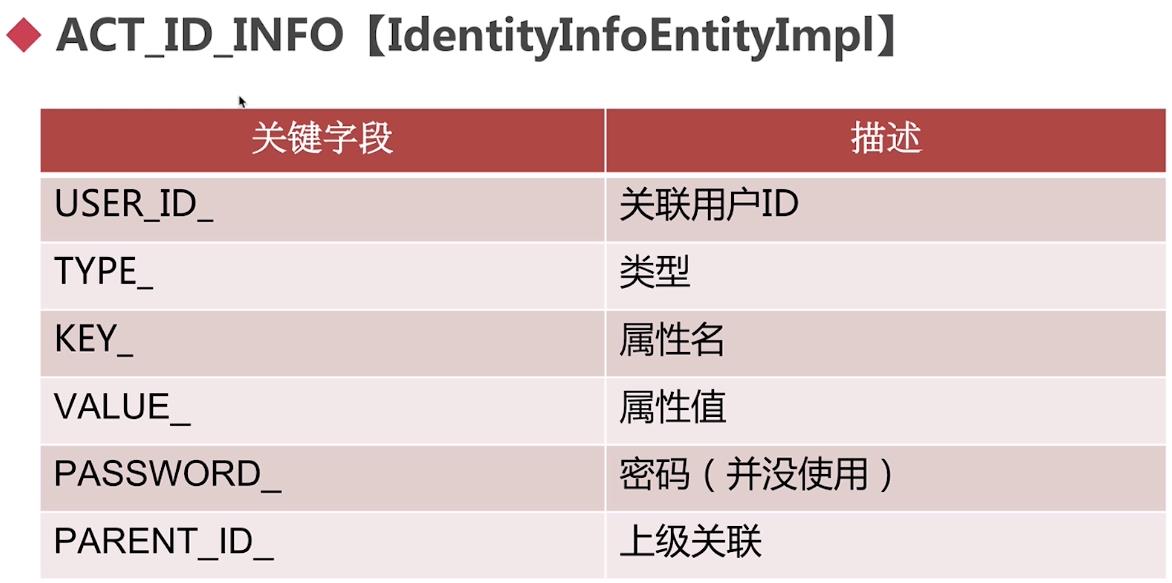 ACT_ID_INFO【IdentityInfoEntityImpl】
关键字段 描述
USER_ID_ 关联用户ID
TYPE_ 类型
KEY_ 属性名
VALUE_ 属性值
PASSWORD_ 密码（并没使用）
PARENT_ID_ 上级关联